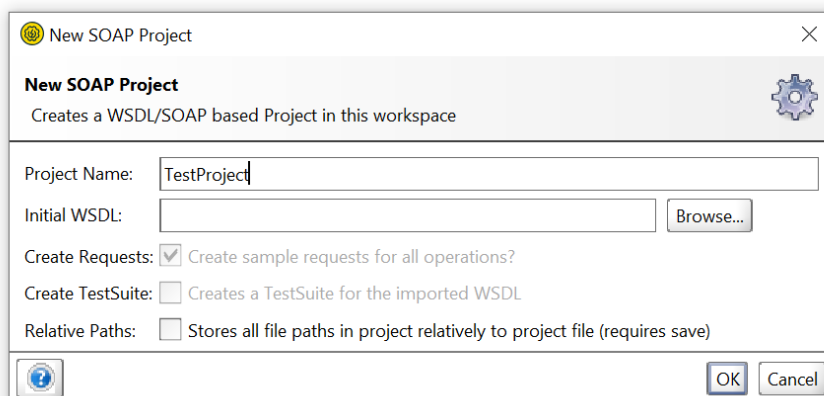 New SOAP Project
New SOAP Project
Creates a WSDL/SOAP based Project in this workspace
Project Name: TestProject
Initial WSDL: Browse...
Create Requests: Create sample requests for all operations?
Create TestSuite: Creates a TestSuite for the imported WSDL
Relative Paths: Stores all file paths in project relatively to project file (requires save)
? OK Cancel